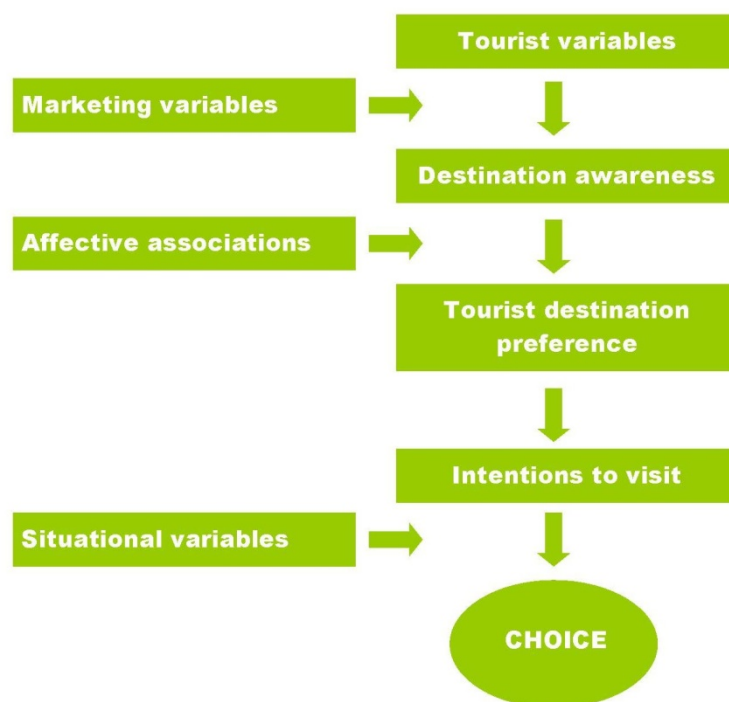 Tourist variables
Marketing variables
Destination awareness
Affective associations
Tourist destination
preference
Intentions to visit
Situational variables
CHOICE